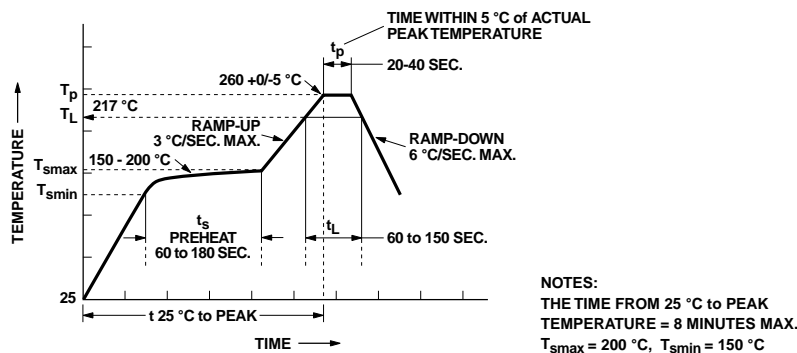 TIME WITHIN 5 °C of ACTUAL
PEAK TEMPERATURE
tp
20-40 SEC.
260 +0/-5 °C
Tp
217 °C
TL
RAMP-UP
3 °C/SEC. MAX.
RAMP-DOWN
6 °C/SEC. MAX.
150 - 200 °C
Tsmax
Tsmin
TEMPERATURE
ts
PREHEAT
60 to 180 SEC.
tL
60 to 150 SEC.
25
t 25 °C to PEAK
TIME
NOTES:
THE TIME FROM 25 °C to PEAK
TEMPERATURE = 8 MINUTES MAX.
Tsmax = 200 °C, Tsmin = 150 °C